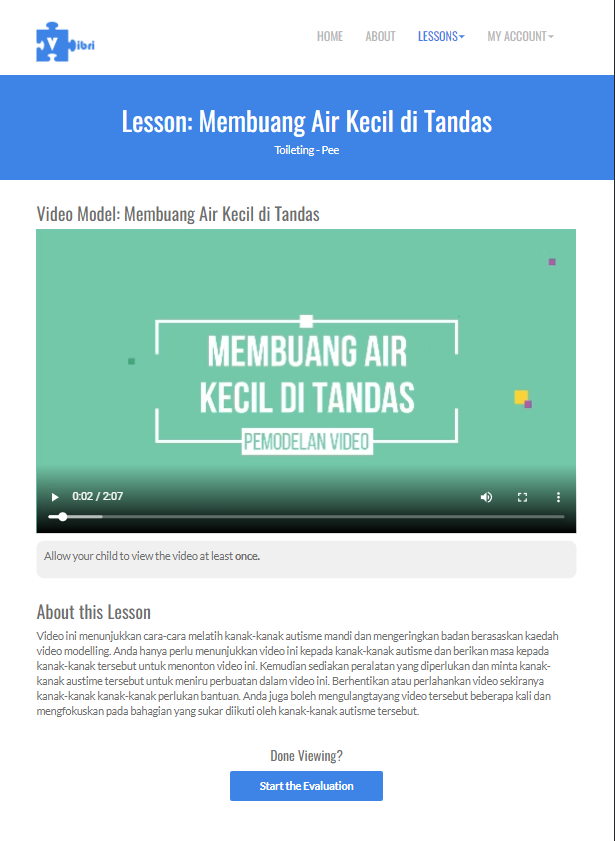 Vibri
HOME ABOUT LESSONS MY ACCOUNT
Lesson: Membuang Air Kecil di Tandas
Toileting - Pee
Video Model: Membuang Air Kecil di Tandas
MEMBUANG AIR
KECIL DI TANDAS
PEMODELAN VIDEO
0:02 / 2:07
Allow your child to view the video at least once.
About this Lesson
Video ini menunjukkan cara-cara melatih kanak-kanak autisme mandi dan mengeringkan badan berasaskan kaedah
video modelling. Anda hanya perlu menunjukkan video ini kepada kanak-kanak autisme dan berikan masa kepada
kanak-kanak tersebut untuk menonton video ini. Kemudian sediakan peralatan yang diperlukan dan minta kanak-
kanak austime tersebut untuk meniru perbuatan dalam video ini. Berhentikan atau perlahankan video sekiranya
kanak-kanak kanak-kanak perlukan bantuan. Anda juga boleh mengulangtayang video tersebut beberapa kali dan
mengfokuskan pada bahagian yang sukar diikuti oleh kanak-kanak autisme tersebut.
Done Viewing?
Start the Evaluation